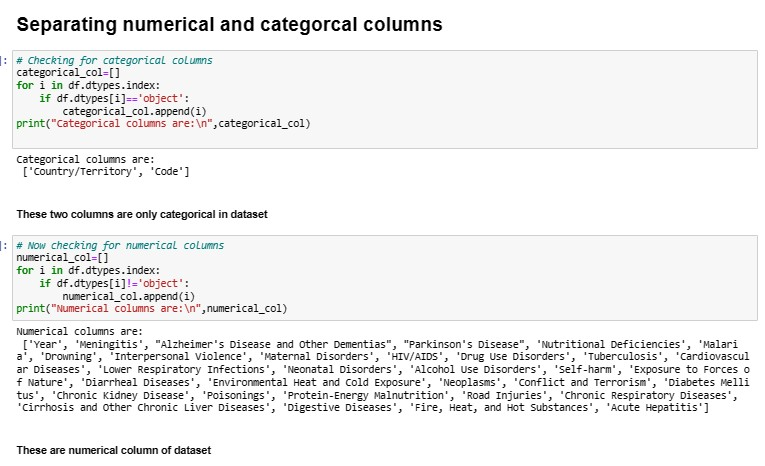 Separating numerical and categorcal columns
]: # Checking for categorical columns
categorical_col=[]
for i in df.dtypes.index:
    if df.dtypes[i]=='object':
        categorical_col.append(i)
print("Categorical columns are:\n",categorical_col)
Categorical columns are:
 ['Country/Territory', 'Code']
These two columns are only categorical in dataset
]: # Now checking for numerical columns
numerical_col=[]
for i in df.dtypes.index:
    if df.dtypes[i]!='object':
        numerical_col.append(i)
print("Numerical columns are:\n",numerical_col)
Numerical columns are:
 ['Year', 'Meningitis', "Alzheimer's Disease and Other Dementias", "Parkinson's Disease", 'Nutritional Deficiencies', 'Malari
a', 'Drowning', 'Interpersonal Violence', 'Maternal Disorders', 'HIV/AIDS', 'Drug Use Disorders', 'Tuberculosis', 'Cardiovascul
ar Diseases', 'Lower Respiratory Infections', 'Neonatal Disorders', 'Alcohol Use Disorders', 'Self-harm', 'Exposure to Forces o
f Nature', 'Diarrheal Diseases', 'Environmental Heat and Cold Exposure', 'Neoplasms', 'Conflict and Terrorism', 'Diabetes Melli
tus', 'Chronic Kidney Disease', 'Poisonings', 'Protein-Energy Malnutrition', 'Road Injuries', 'Chronic Respiratory Diseases',
'Cirrhosis and Other Chronic Liver Diseases', 'Digestive Diseases', 'Fire, Heat, and Hot Substances', 'Acute Hepatitis']
These are numerical column of dataset